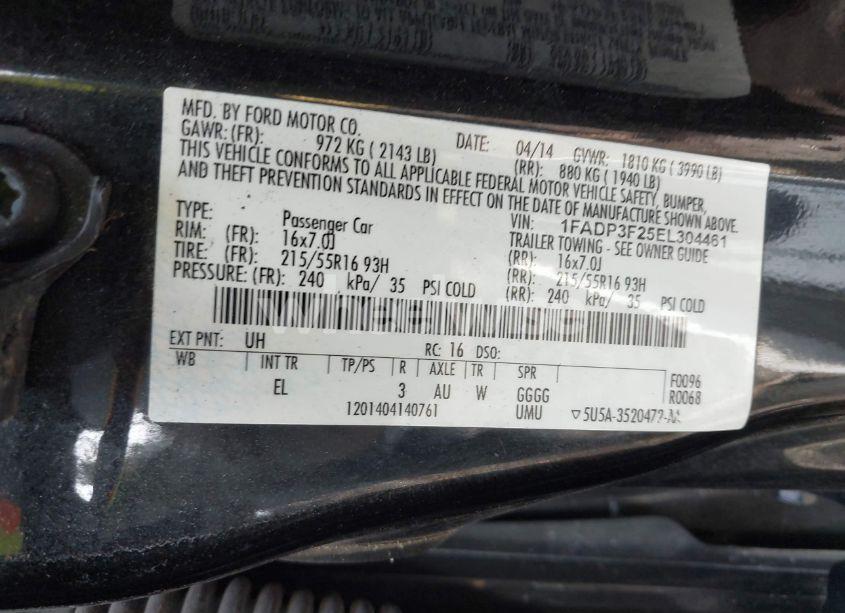 MFD. BY FORD MOTOR CO.
DATE: 04/14 GVWR: 1810 KG ( 3990 LB)
GAWR: (FR): 972 KG ( 2143 LB) (RR): 880 KG ( 1940 LB)
THIS VEHICLE CONFORMS TO ALL APPLICABLE FEDERAL MOTOR VEHICLE SAFETY, BUMPER,
AND THEFT PREVENTION STANDARDS IN EFFECT ON THE DATE OF MANUFACTURE SHOWN ABOVE.
VIN: 1FADP3F25EL304461
TYPE: Passenger Car TRAILER TOWING - SEE OWNER GUIDE
RIM: (FR): 16x7.0J (RR): 16x7.0J
TIRE: (FR): 215/55R16 93H (RR): 215/55R16 93H
PRESSURE: (FR): 240 kPa/ 35 PSI COLD (RR): 240 kPa/ 35 PSI COLD
EXT PNT: UH RC: 16 DSO:
WB INT TR TP/PS R AXLE TR SPR F0096
EL 3 AU W GGGG R0068
1201404140761 UMU